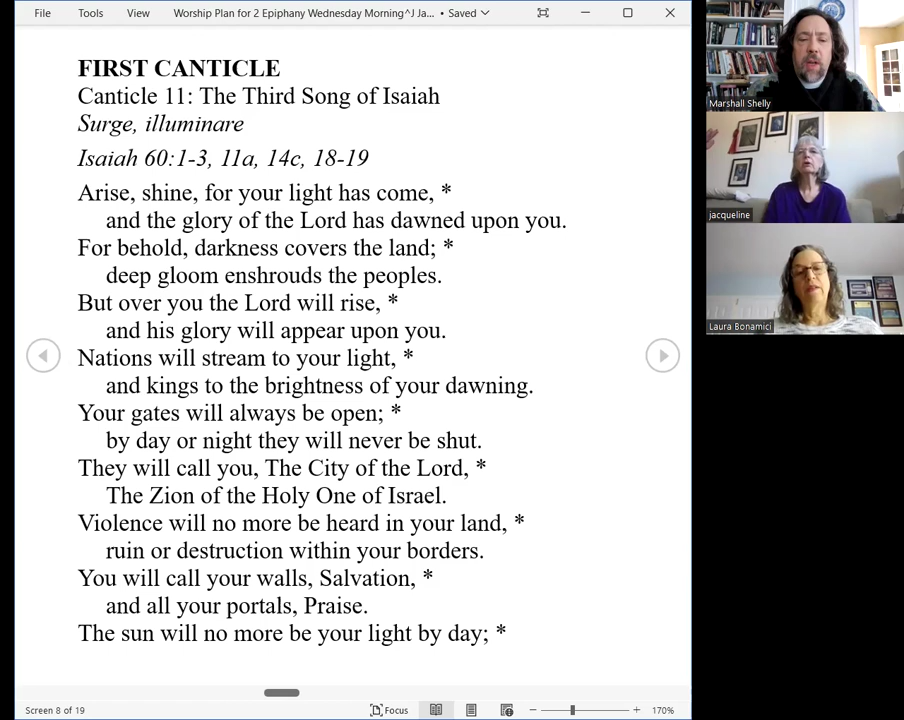 File Tools View Worship Plan for 2 Epiphany Wednesday Morning^J Ja... • Saved
FIRST CANTICLE
Canticle 11: The Third Song of Isaiah
Surge, illuminare
Isaiah 60:1-3, 11a, 14c, 18-19
Arise, shine, for your light has come, *
and the glory of the Lord has dawned upon you.
For behold, darkness covers the land; *
deep gloom enshrouds the peoples.
But over you the Lord will rise, *
and his glory will appear upon you.
Nations will stream to your light, *
and kings to the brightness of your dawning.
Your gates will always be open; *
by day or night they will never be shut.
They will call you, The City of the Lord, *
The Zion of the Holy One of Israel.
Violence will no more be heard in your land, *
ruin or destruction within your borders.
You will call your walls, Salvation, *
and all your portals, Praise.
The sun will no more be your light by day; *
Screen 8 of 19 Focus 170%
Marshall Shelly
jacqueline
Laura Bonamici